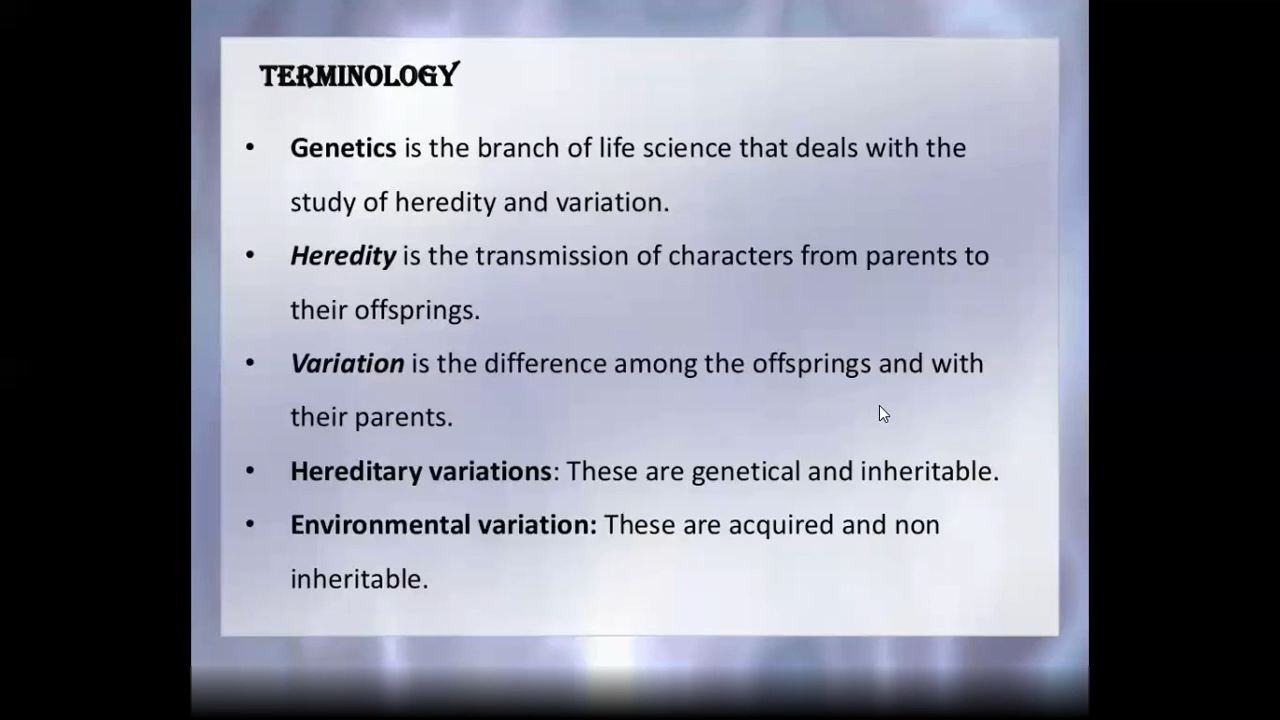 TERMINOLOGY
• Genetics is the branch of life science that deals with the
study of heredity and variation.
• Heredity is the transmission of characters from parents to
their offsprings.
• Variation is the difference among the offsprings and with
their parents.
• Hereditary variations: These are genetical and inheritable.
• Environmental variation: These are acquired and non
inheritable.